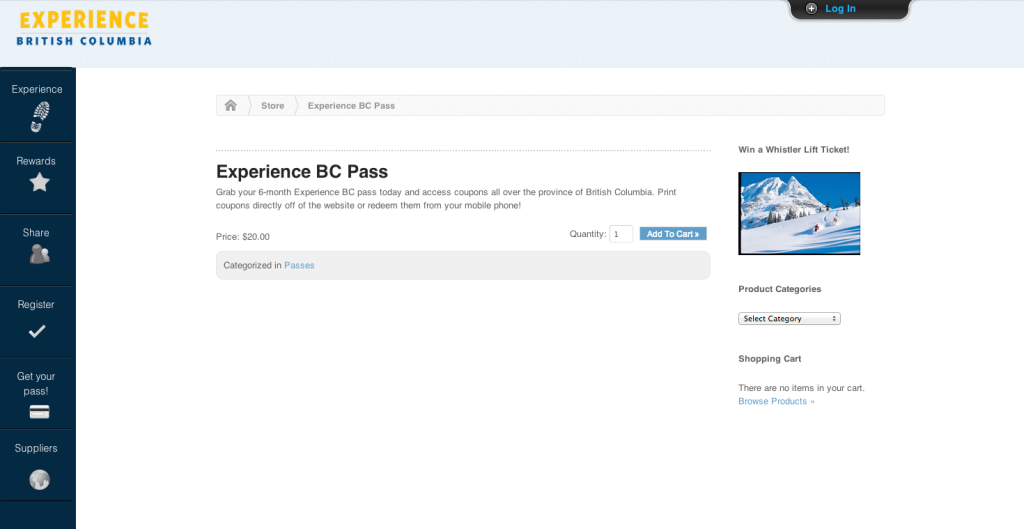 EXPERIENCE
BRITISH COLUMBIA
Log In
Experience
Rewards
Share
Register
Get your
pass!
Suppliers
Store
Experience BC Pass
Experience BC Pass
Grab your 6-month Experience BC pass today and access coupons all over the province of British Columbia. Print
coupons directly off of the website or redeem them from your mobile phone!
Price: $20.00
Quantity: 1
Add To Cart »
Categorized in Passes
Win a Whistler Lift Ticket!
Product Categories
Select Category
Shopping Cart
There are no items in your cart.
Browse Products »